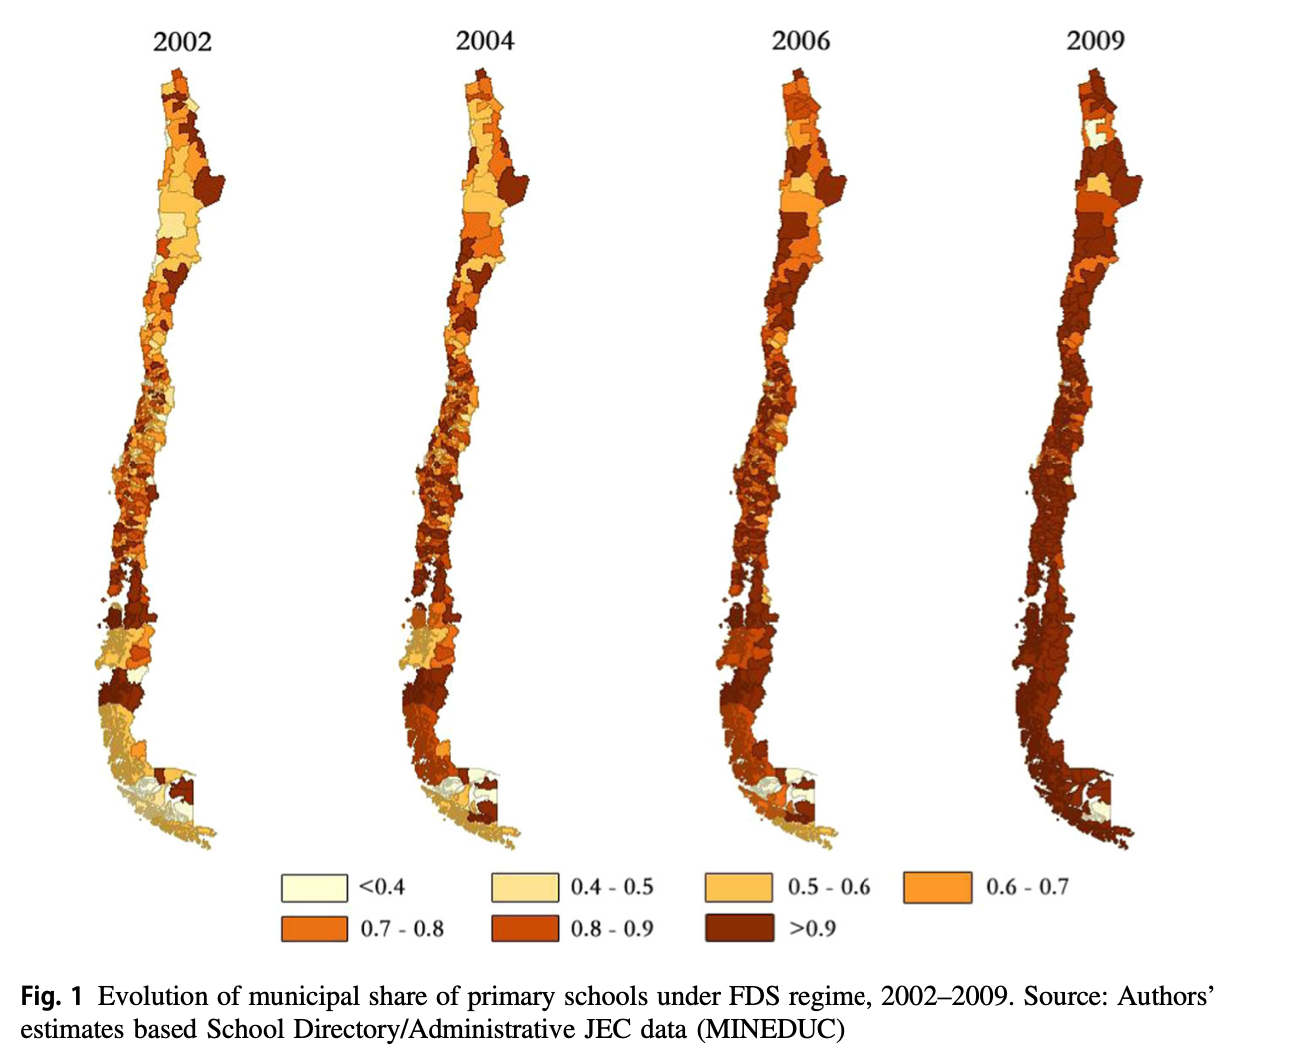 2002 2004 2006 2009
<0.4 0.4 - 0.5 0.5 - 0.6 0.6 - 0.7
0.7 - 0.8 0.8 - 0.9 >0.9
Fig. 1 Evolution of municipal share of primary schools under FDS regime, 2002–2009. Source: Authors’
estimates based School Directory/Administrative JEC data (MINEDUC)